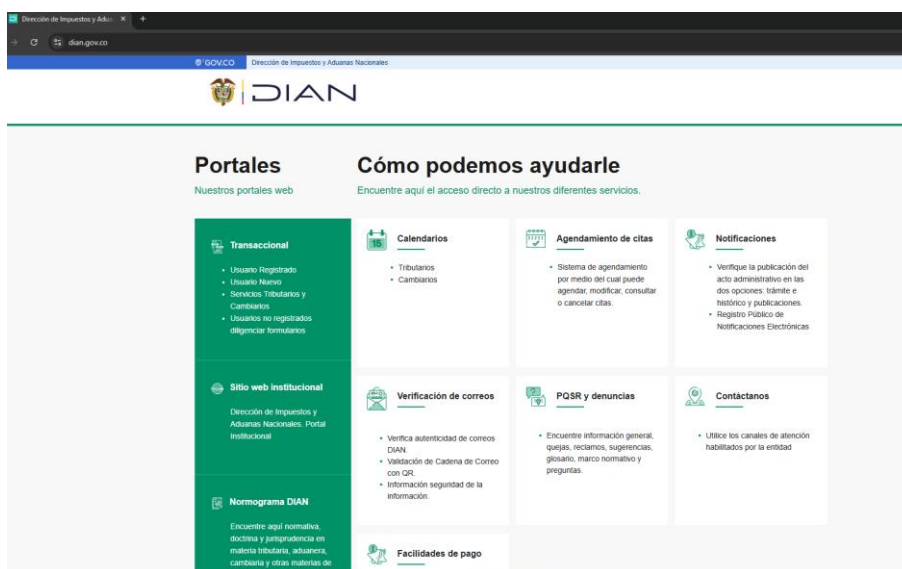 Dirección de Impuestos y Adua
dian.gov.co
GOV.CO
Dirección de Impuestos y Aduanas Nacionales
DIAN
Portales
Nuestros portales web
Cómo podemos ayudarle
Encuentre aquí el acceso directo a nuestros diferentes servicios.
Transaccional
• Usuario Registrado
• Usuario Nuevo
• Servicios Tributarios y
Cambiarios
• Usuarios no registrados
diligenciar formularios
15
Calendarios
• Tributarios
• Cambiarios
Agendamiento de citas
• Sistema de agendamiento
por medio del cual puede
agendar, modificar, consultar
o cancelar citas.
Notificaciones
• Verifique la publicación del
acto administrativo en las
dos opciones: trámite e
histórico y publicaciones.
• Registro Público de
Notificaciones Electrónicas
Sitio web institucional
Dirección de Impuestos y
Aduanas Nacionales. Portal
Institucional
Verificación de correos
• Verifica autenticidad de correos
DIAN.
• Validación de Cadena de Correo
con QR.
• Información seguridad de la
información.
PQSR y denuncias
• Encuentre información general,
quejas, reclamos, sugerencias,
glosario, marco normativo y
preguntas.
Contáctanos
• Utilice los canales de atención
habilitados por la entidad
Normograma DIAN
Encuentre aquí normativa,
doctrina y jurisprudencia en
materia tributaria, aduanera,
cambiaria y otras materias de
Facilidades de pago